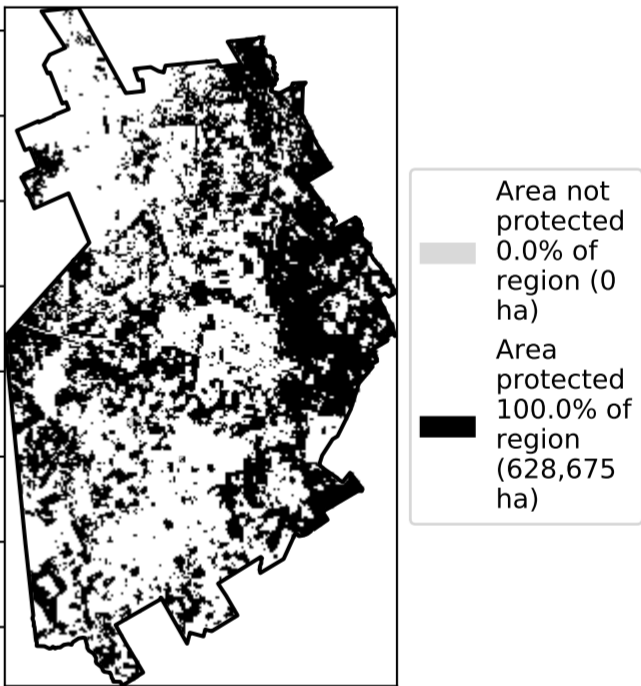 Area not
protected
0.0% of
region (0
ha)
Area
protected
100.0% of
region
(628,675
ha)